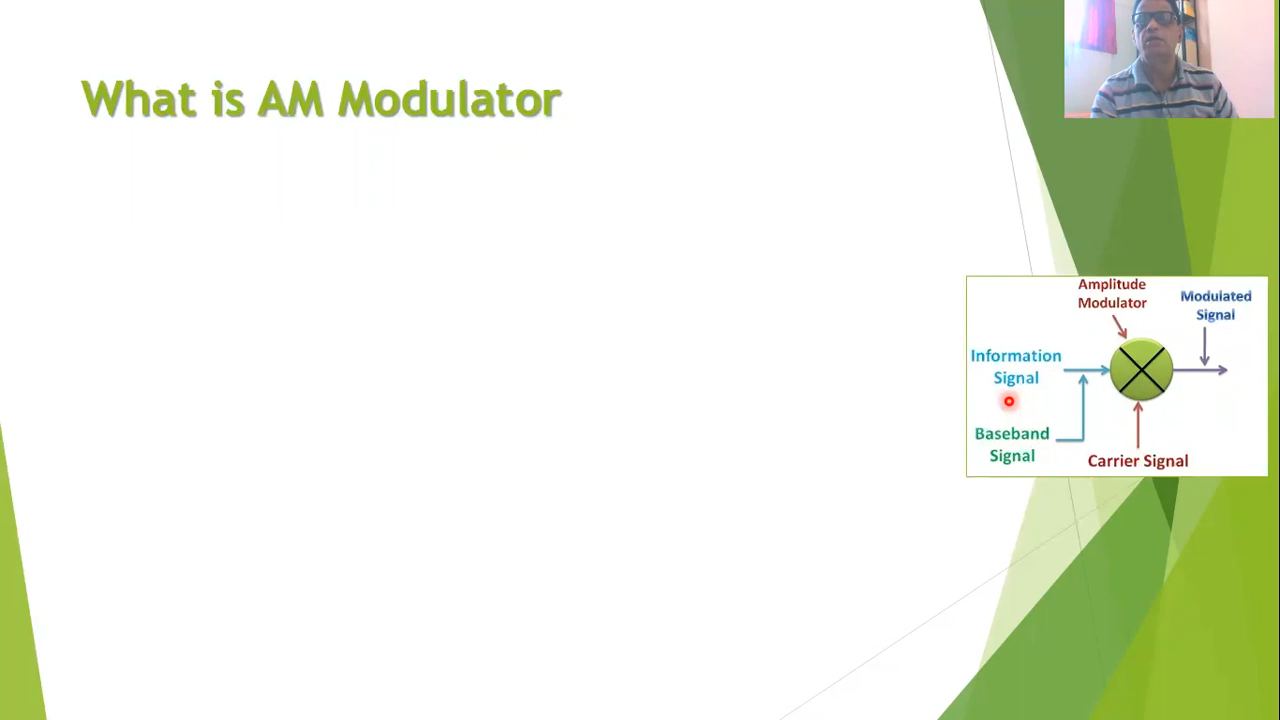 What is AM Modulator
Amplitude
Modulator
Modulated
Signal
Information
Signal
Baseband
Signal
Carrier Signal